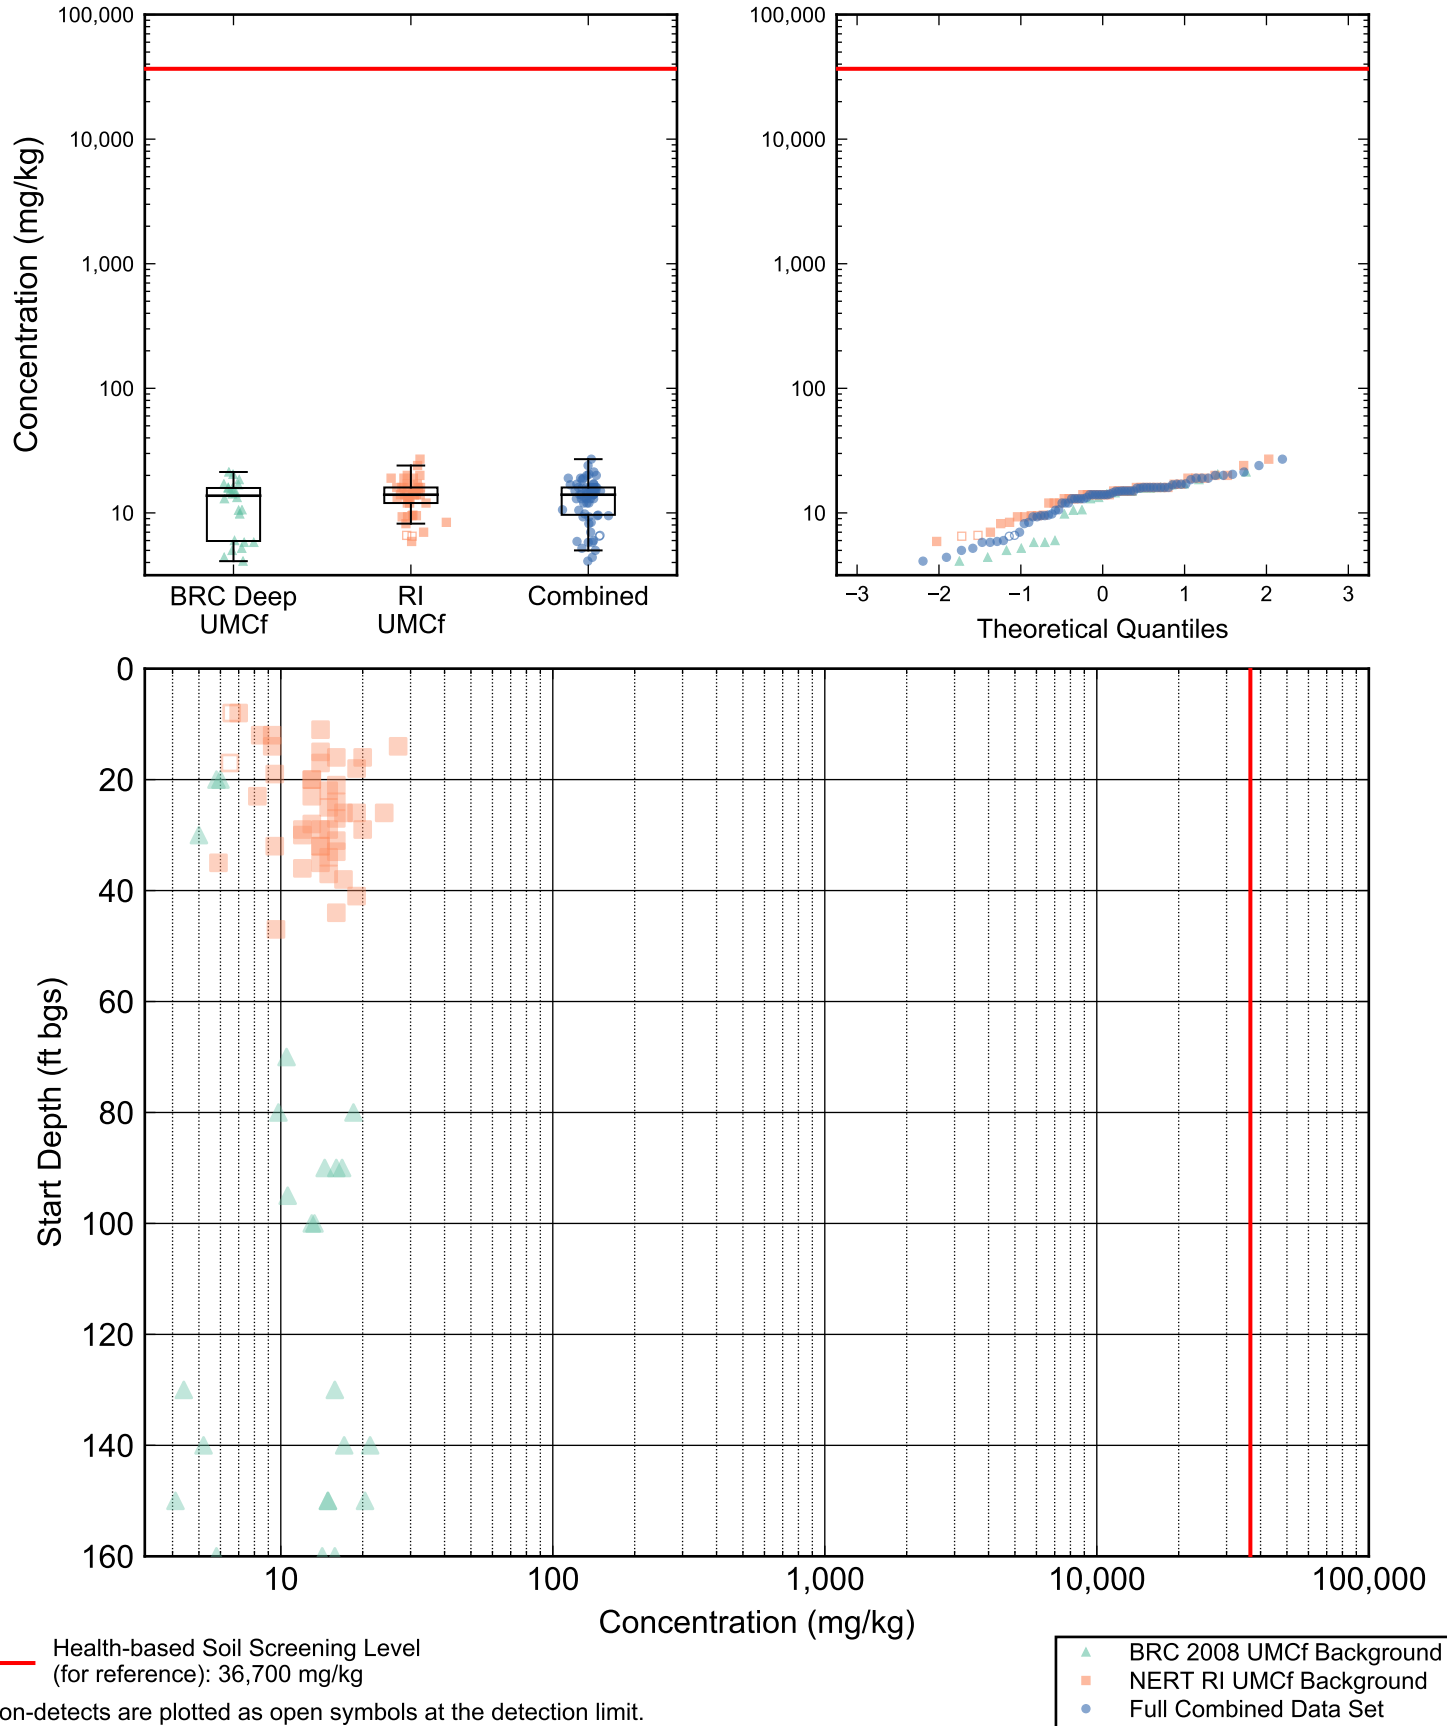 100,000
10,000
1,000
100
10
Concentration (mg/kg)
BRC Deep
UMCf
RI
UMCf
Combined
100,000
10,000
1,000
100
10
−3
−2
−1
0
1
2
3
Theoretical Quantiles
0
20
40
60
80
100
120
140
160
Start Depth (ft bgs)
10
100
1,000
10,000
100,000
Concentration (mg/kg)
Health-based Soil Screening Level
(for reference): 36,700 mg/kg
on-detects are plotted as open symbols at the detection limit.
BRC 2008 UMCf Background
NERT RI UMCf Background
Full Combined Data Set